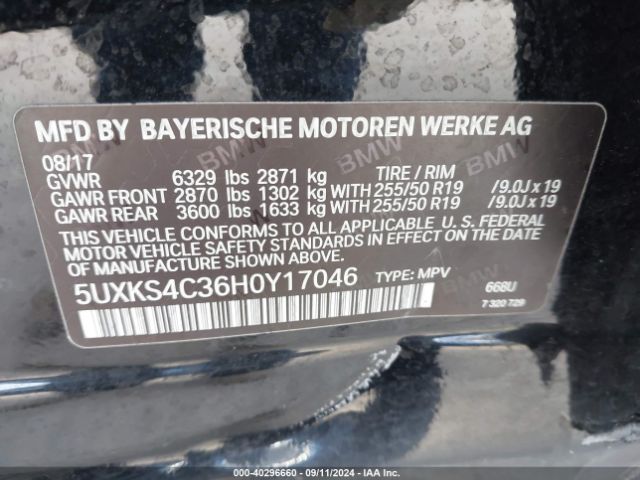 MFD BY BAYERISCHE MOTOREN WERKE AG
08/17
GVWR 6329 lbs 2871 kg TIRE / RIM
GAWR FRONT 2870 lbs 1302 kg WITH 255/50 R19 /9.0J x 19
GAWR REAR 3600 lbs 1633 kg WITH 255/50 R19 /9.0J x 19
THIS VEHICLE CONFORMS TO ALL APPLICABLE U. S. FEDERAL
MOTOR VEHICLE SAFETY STANDARDS IN EFFECT ON THE DATE
OF MANUFACTURE SHOWN ABOVE.
5UXKS4C36H0Y17046 TYPE: MPV 668U
7 320 729
000-40296660 - 09/11/2024 - IAA Inc.